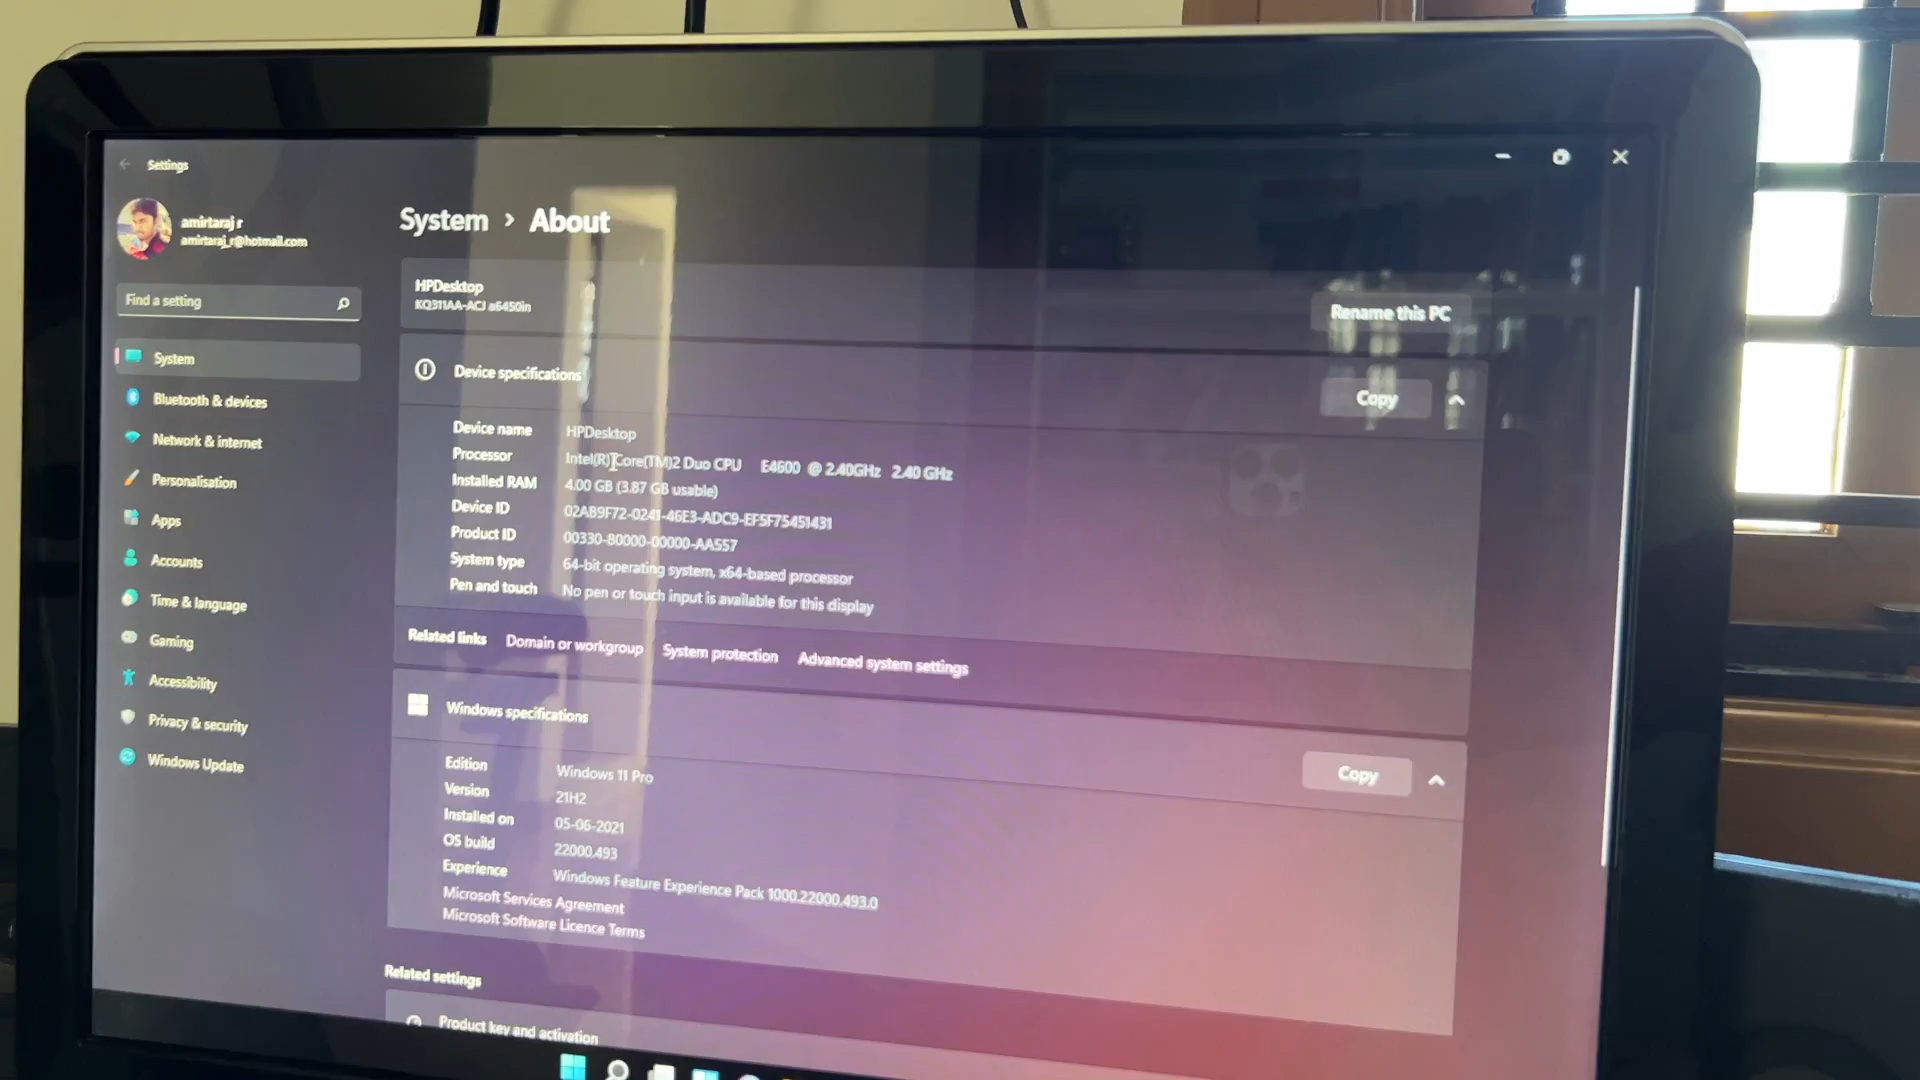 Settings
amirtaraj r
amirtaraj_r@hotmail.com
Find a setting
System
Bluetooth & devices
Network & internet
Personalisation
Apps
Accounts
Time & language
Gaming
Accessibility
Privacy & security
Windows Update
System > About
HPDesktop
KQ311AA-ACJ a6450in
Rename this PC
Device specifications
Copy
Device name HPDesktop
Processor Intel(R) Core(TM)2 Duo CPU E4600 @ 2.40GHz 2.40 GHz
Installed RAM 4.00 GB (3.87 GB usable)
Device ID 02AB9F72-0241-46E3-ADC9-EF5F75451431
Product ID 00330-80000-00000-AA557
System type 64-bit operating system, x64-based processor
Pen and touch No pen or touch input is available for this display
Related links Domain or workgroup System protection Advanced system settings
Windows specifications
Copy
Edition Windows 11 Pro
Version 21H2
Installed on 05-06-2021
OS build 22000.493
Experience Windows Feature Experience Pack 1000.22000.493.0
Microsoft Services Agreement
Microsoft Software Licence Terms
Related settings
Product key and activation